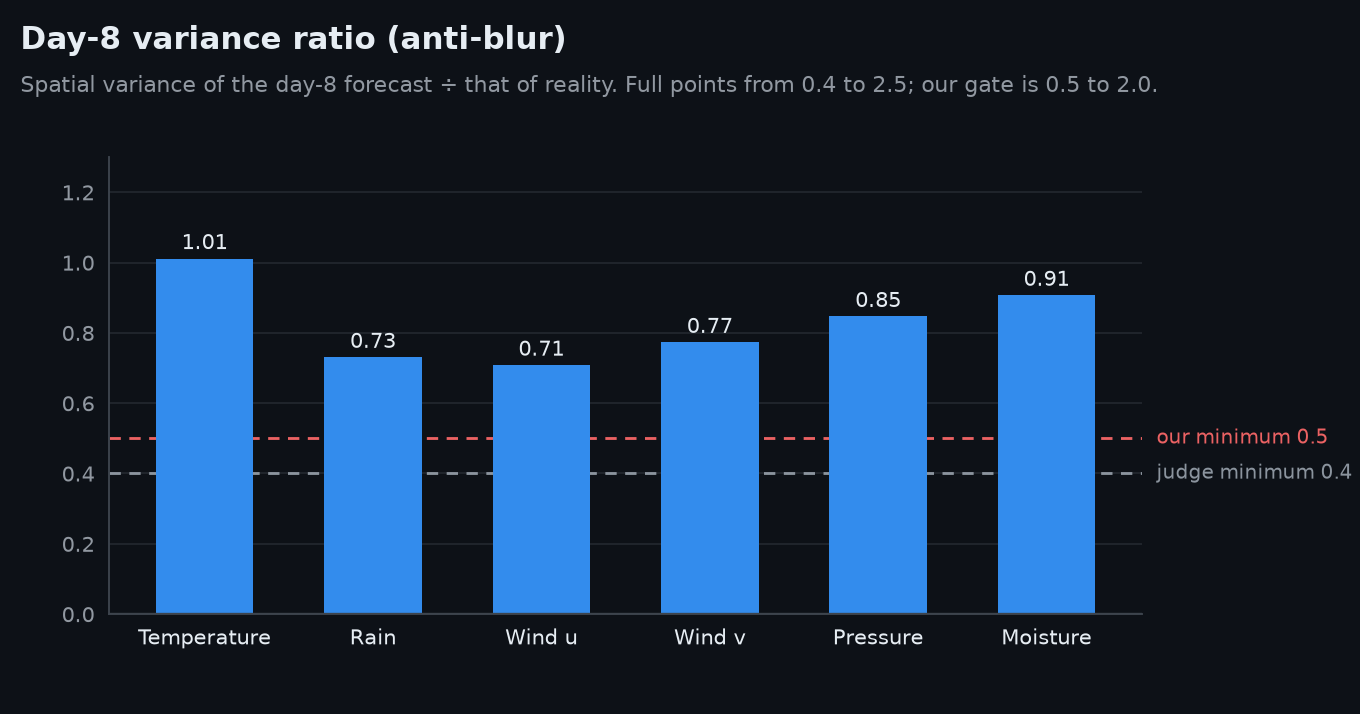 Day-8 variance ratio (anti-blur)
Spatial variance of the day-8 forecast ÷ that of reality. Full points from 0.4 to 2.5; our gate is 0.5 to 2.0.
1.2
1.0
0.8
0.6
0.4
0.2
0.0
1.01
0.73
0.71
0.77
0.85
0.91
our minimum 0.5
judge minimum 0.4
Temperature
Rain
Wind u
Wind v
Pressure
Moisture